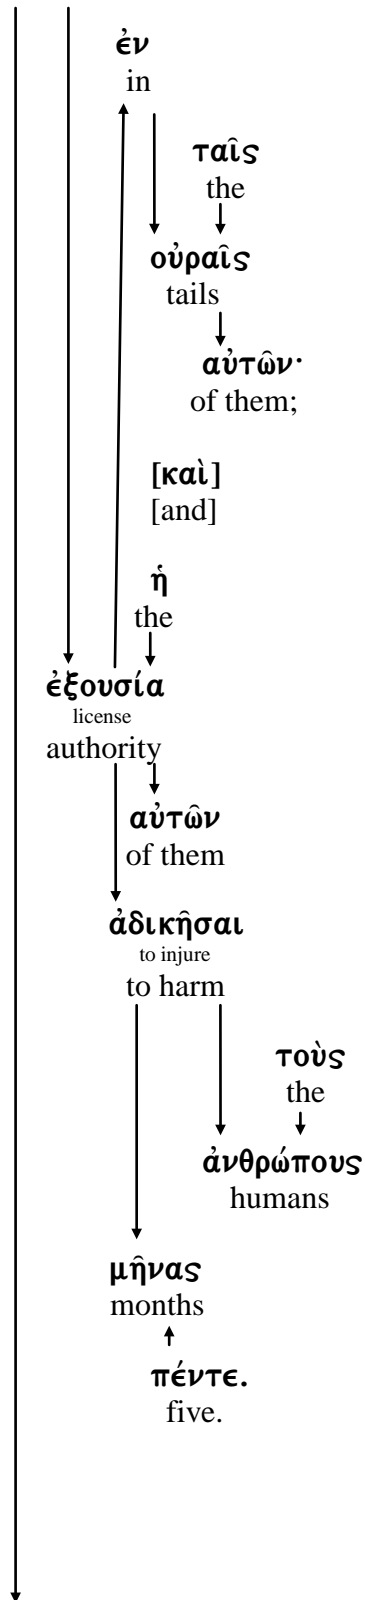 ἐν
in
ταῖς
the
οὐραῖς
tails
αὐτῶν·
of them;
[καὶ]
[and]
ἡ
the
ἐξουσία
license
authority
αὐτῶν
of them
ἀδικῆσαι
to injure
to harm
τοὺς
the
ἀνθρώπους
humans
μῆνας
months
πέντε.
five.